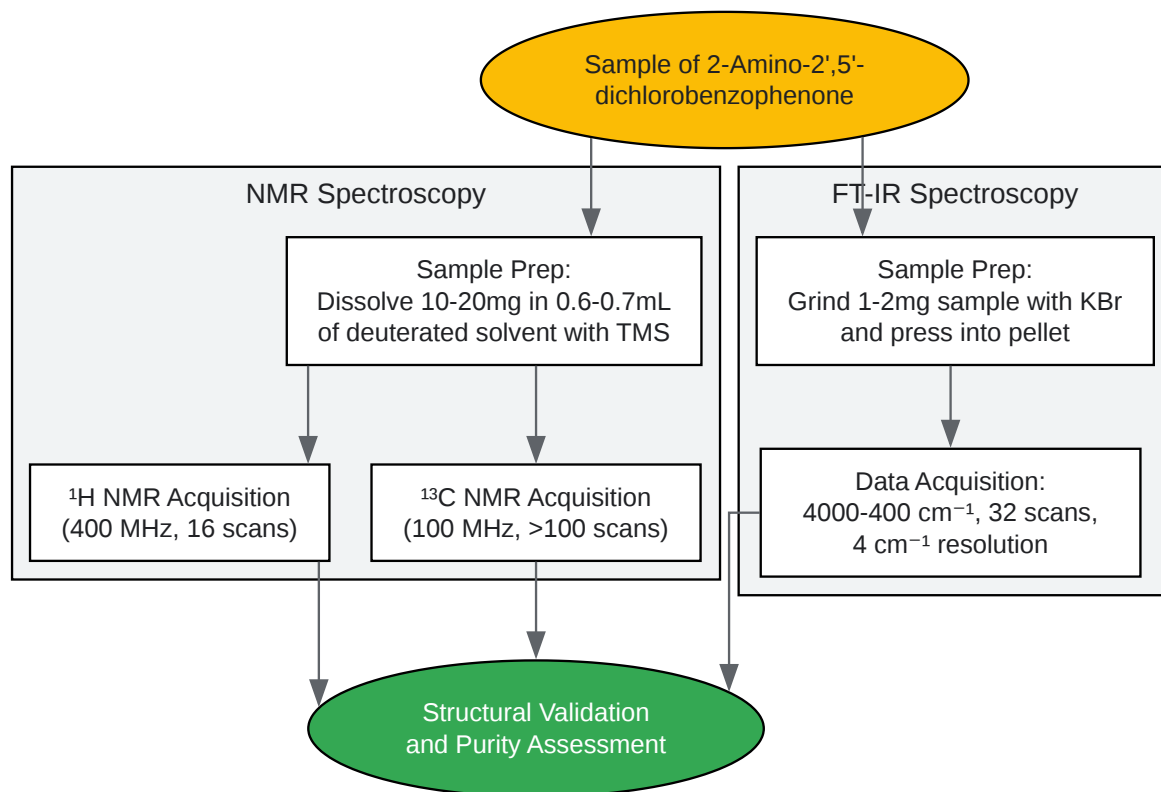 Sample of 2-Amino-2',5'-
dichlorobenzophenone
NMR Spectroscopy
FT-IR Spectroscopy
Sample Prep:
Dissolve 10-20mg in 0.6-0.7mL
of deuterated solvent with TMS
Sample Prep:
Grind 1-2mg sample with KBr
and press into pellet
¹H NMR Acquisition
(400 MHz, 16 scans)
¹³C NMR Acquisition
(100 MHz, >100 scans)
Data Acquisition:
4000-400 cm⁻¹, 32 scans,
4 cm⁻¹ resolution
Structural Validation
and Purity Assessment